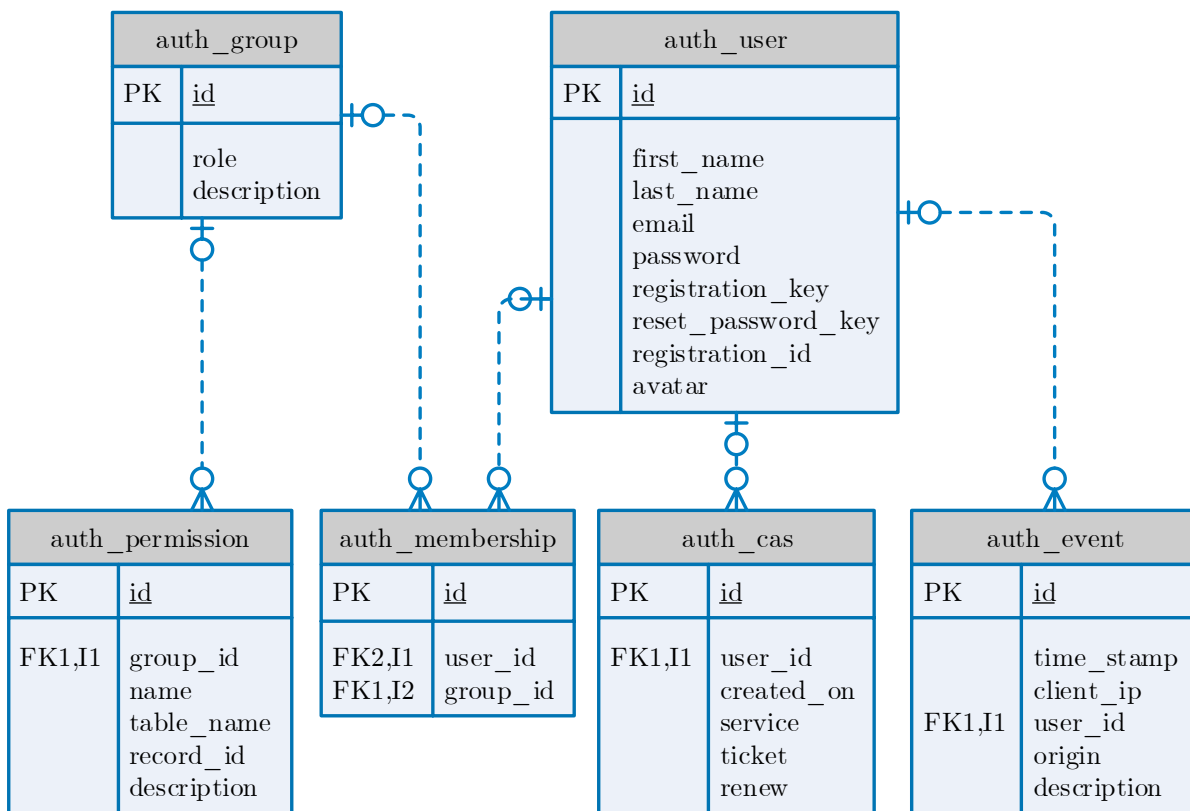 auth_group
PK id
role
description
auth_user
PK id
first_name
last_name
email
password
registration_key
reset_password_key
registration_id
avatar
auth_permission
PK id
FK1,I1 group_id
name
table_name
record_id
description
auth_membership
PK id
FK2,I1 user_id
FK1,I2 group_id
auth_cas
PK id
FK1,I1 user_id
created_on
service
ticket
renew
auth_event
PK id
time_stamp
client_ip
FK1,I1 user_id
origin
description